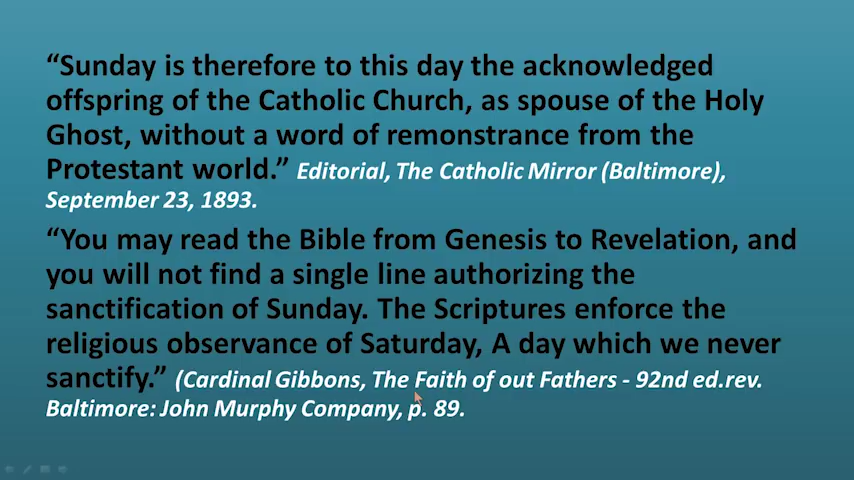 “Sunday is therefore to this day the acknowledged
offspring of the Catholic Church, as spouse of the Holy
Ghost, without a word of remonstrance from the
Protestant world.” Editorial, The Catholic Mirror (Baltimore),
September 23, 1893.
“You may read the Bible from Genesis to Revelation, and
you will not find a single line authorizing the
sanctification of Sunday. The Scriptures enforce the
religious observance of Saturday, A day which we never
sanctify.” (Cardinal Gibbons, The Faith of out Fathers - 92nd ed.rev.
Baltimore: John Murphy Company, p. 89.